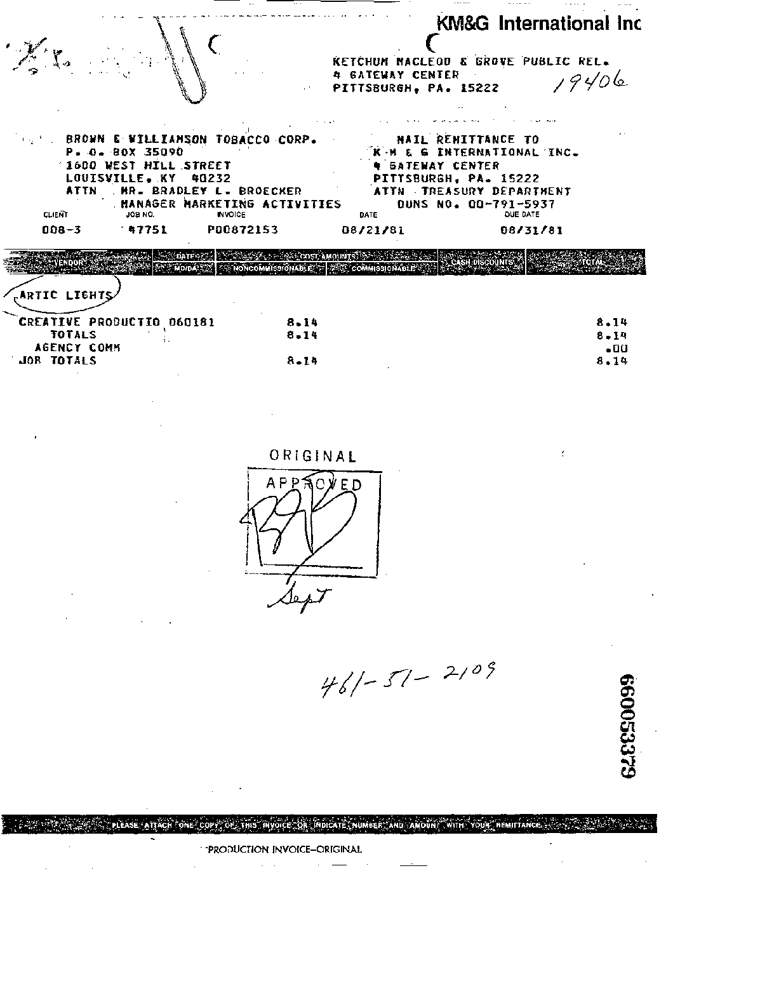 KM&G International Inc
KETCHUM MACLEOD & GROVE PUBLIC REL.
4 GATEWAY CENTER
PITTSBURGH, PA. 15222
19406
BROWN & WILLIAMSON TOBACCO CORP.
P. O. BOX 35090
1600 WEST HILL STREET
LOUISVILLE, KY 40232
ATTN MR. BRADLEY L. BROECKER
MANAGER MARKETING ACTIVITIES
MAIL REMITTANCE TO
K M & G INTERNATIONAL INC.
4 GATEWAY CENTER
PITTSBURGH, PA. 15222
ATTN TREASURY DEPARTMENT
DUNS NO. 00-791-5937
CLIENT JOB NO. INVOICE DATE DUE DATE
008-3 47751 P00872153 08/21/81 08/31/81
VENDOR DATE MO/DA COST AMOUNTS NONCOMMISSIONABLE COMMISSIONABLE CASH DISCOUNTS TOTAL
ARTIC LIGHTS
CREATIVE PRODUCTIO 060181 8.14 8.14
TOTALS 8.14 8.14
AGENCY COMM .00
JOB TOTALS 8.14 8.14
ORIGINAL
APPROVED
Sept
461-51-2109
660053379
PLEASE ATTACH ONE COPY OF THIS INVOICE OR INDICATE NUMBER AND AMOUNT WITH YOUR REMITTANCE.
PRODUCTION INVOICE-ORIGINAL